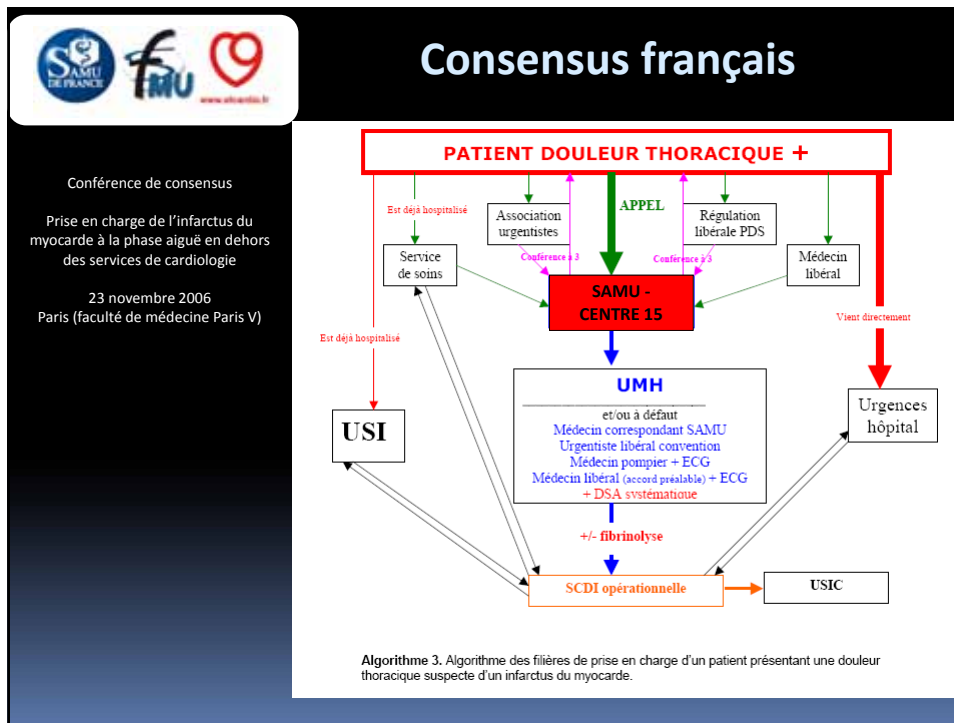 SAMU
DE FRANCE
FMU
Consensus français
Conférence de consensus
Prise en charge de l’infarctus du
myocarde à la phase aiguë en dehors
des services de cardiologie
23 novembre 2006
Paris (faculté de médecine Paris V)
PATIENT DOULEUR THORACIQUE +
Est déjà hospitalisé
Association
urgentistes
APPEL
Régulation
libérale PDS
Service
de soins
Conférence à 3
Conférence à 3
Médecin
libéral
SAMU -
CENTRE 15
Est déjà hospitalisé
Vient directement
UMH
et/ou à défaut
Médecin correspondant SAMU
Urgentiste libéral convention
Médecin pompier + ECG
Médecin libéral (accord préalable) + ECG
+ DSA systématique
USI
Urgences
hôpital
+/- fibrinolyse
SCDI opérationnelle
USIC
Algorithme 3. Algorithme des filières de prise en charge d’un patient présentant une douleur
thoracique suspecte d’un infarctus du myocarde.